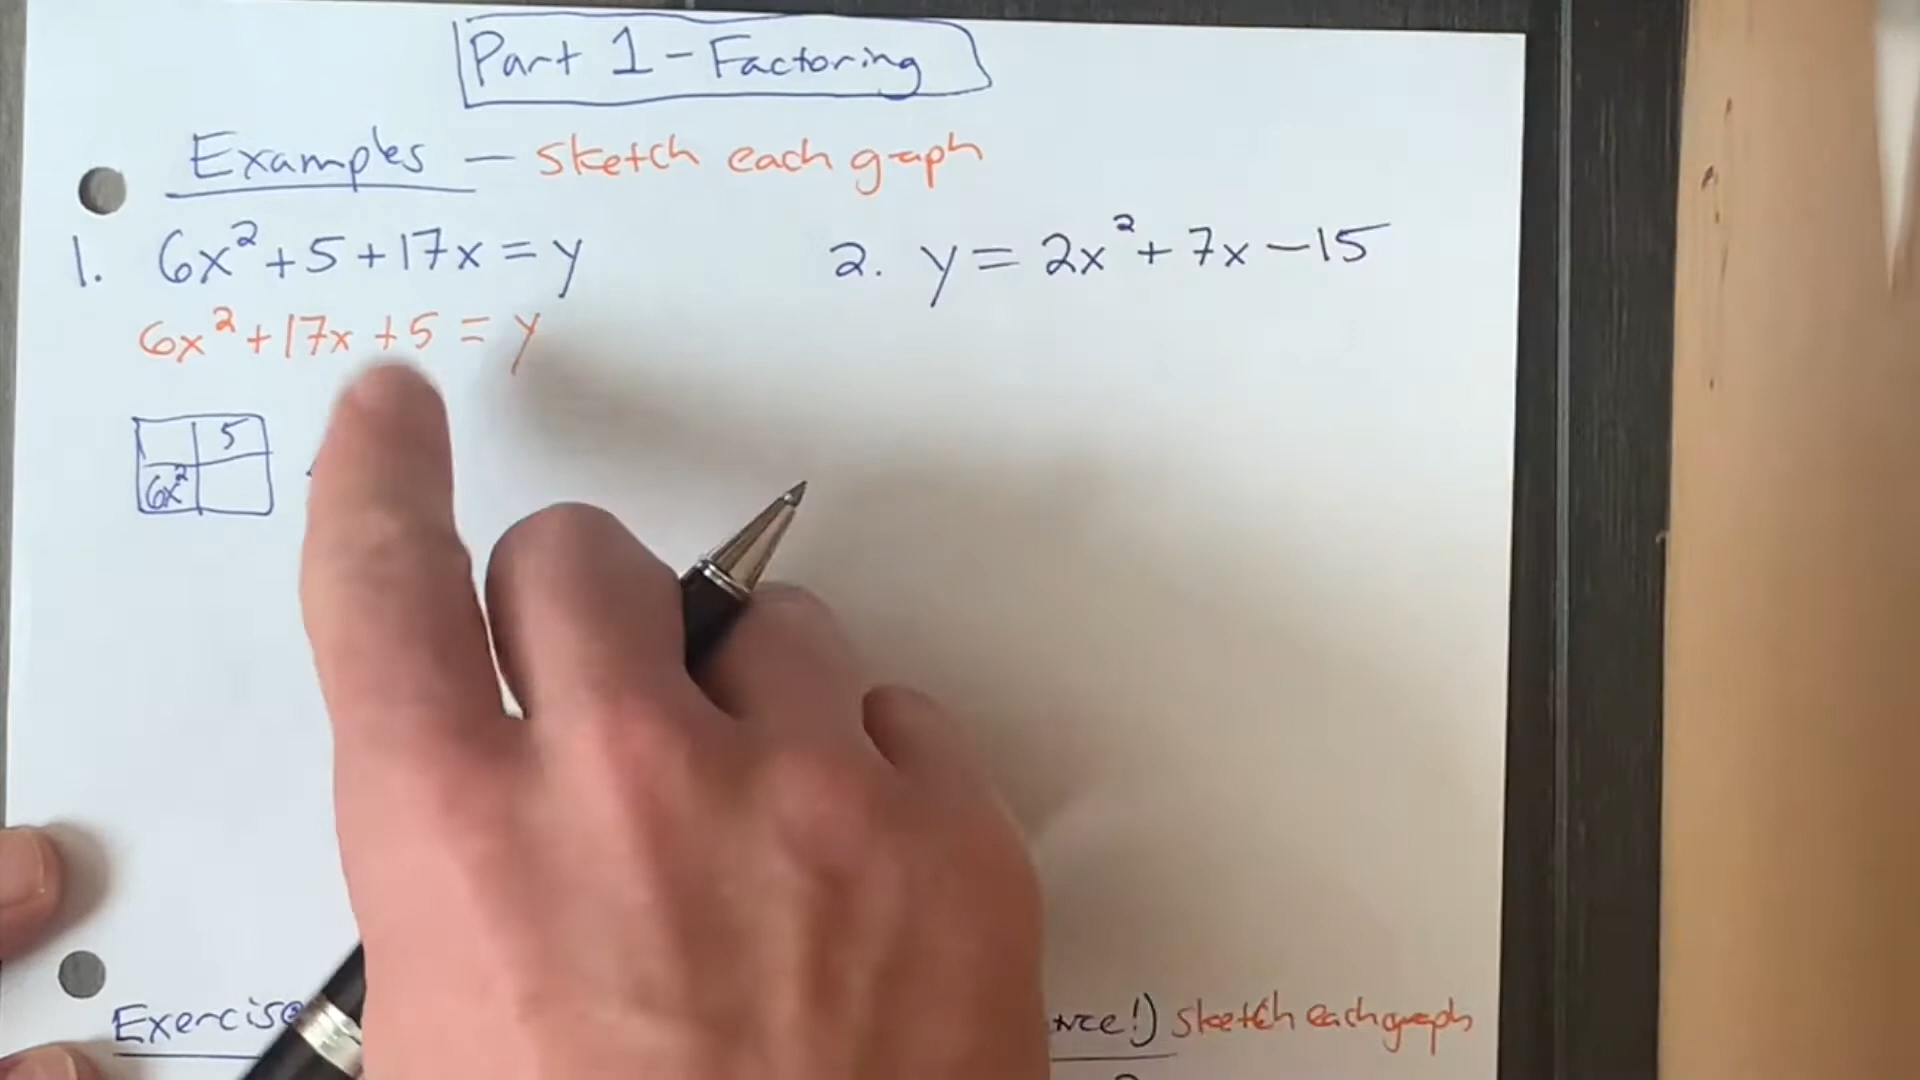 Part 1 - Factoring
Examples — sketch each graph
1. 6x² + 5 + 17x = y
6x² + 17x + 5 = y
5
6x²
2. y = 2x² + 7x - 15
sketch each graph